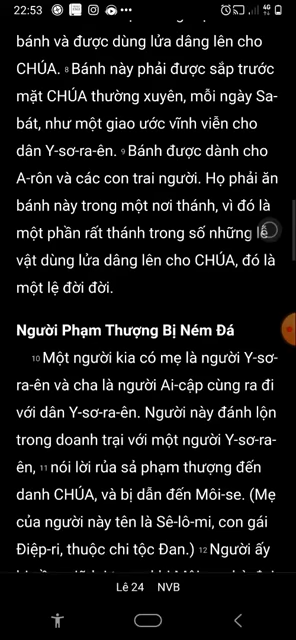 22:53
4G
bánh và được dùng lửa dâng lên cho
CHÚA. 8 Bánh này phải được sắp trước
mặt CHÚA thường xuyên, mỗi ngày Sa-
bát, như một giao ước vĩnh viễn cho
dân Y-sơ-ra-ên. 9 Bánh được dành cho
A-rôn và các con trai người. Họ phải ăn
bánh này trong một nơi thánh, vì đó là
một phần rất thánh trong số những lễ
vật dùng lửa dâng lên cho CHÚA, đó là
một lệ đời đời.
Người Phạm Thượng Bị Ném Đá
10 Một người kia có mẹ là người Y-sơ-
ra-ên và cha là người Ai-cập cùng ra đi
với dân Y-sơ-ra-ên. Người này đánh lộn
trong doanh trại với một người Y-sơ-ra-
ên, 11 nói lời rủa sả phạm thượng đến
danh CHÚA, và bị dẫn đến Môi-se. (Mẹ
của người này tên là Sê-lô-mi, con gái
Điệp-ri, thuộc chi tộc Đan.) 12 Người ấy
Lê 24 NVB